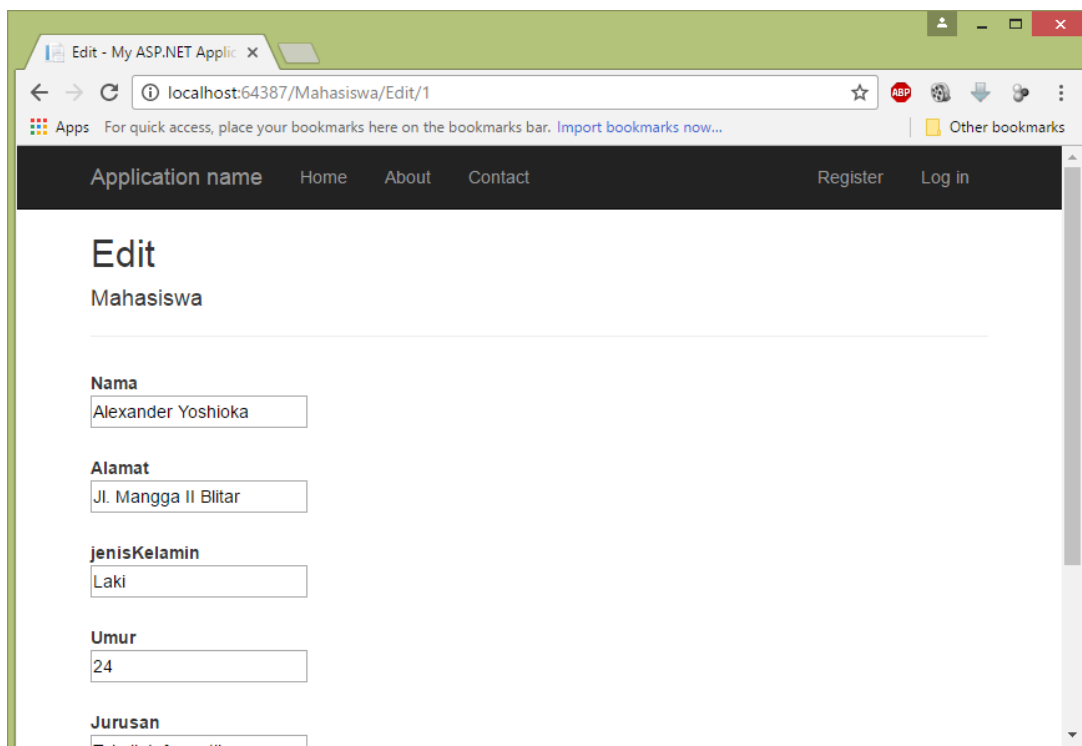 Edit - My ASP.NET Applic
localhost:64387/Mahasiswa/Edit/1
ABP
Apps For quick access, place your bookmarks here on the bookmarks bar. Import bookmarks now... Other bookmarks
Application name Home About Contact Register Log in
Edit
Mahasiswa
Nama
Alexander Yoshioka
Alamat
Jl. Mangga II Blitar
jenisKelamin
Laki
Umur
24
Jurusan